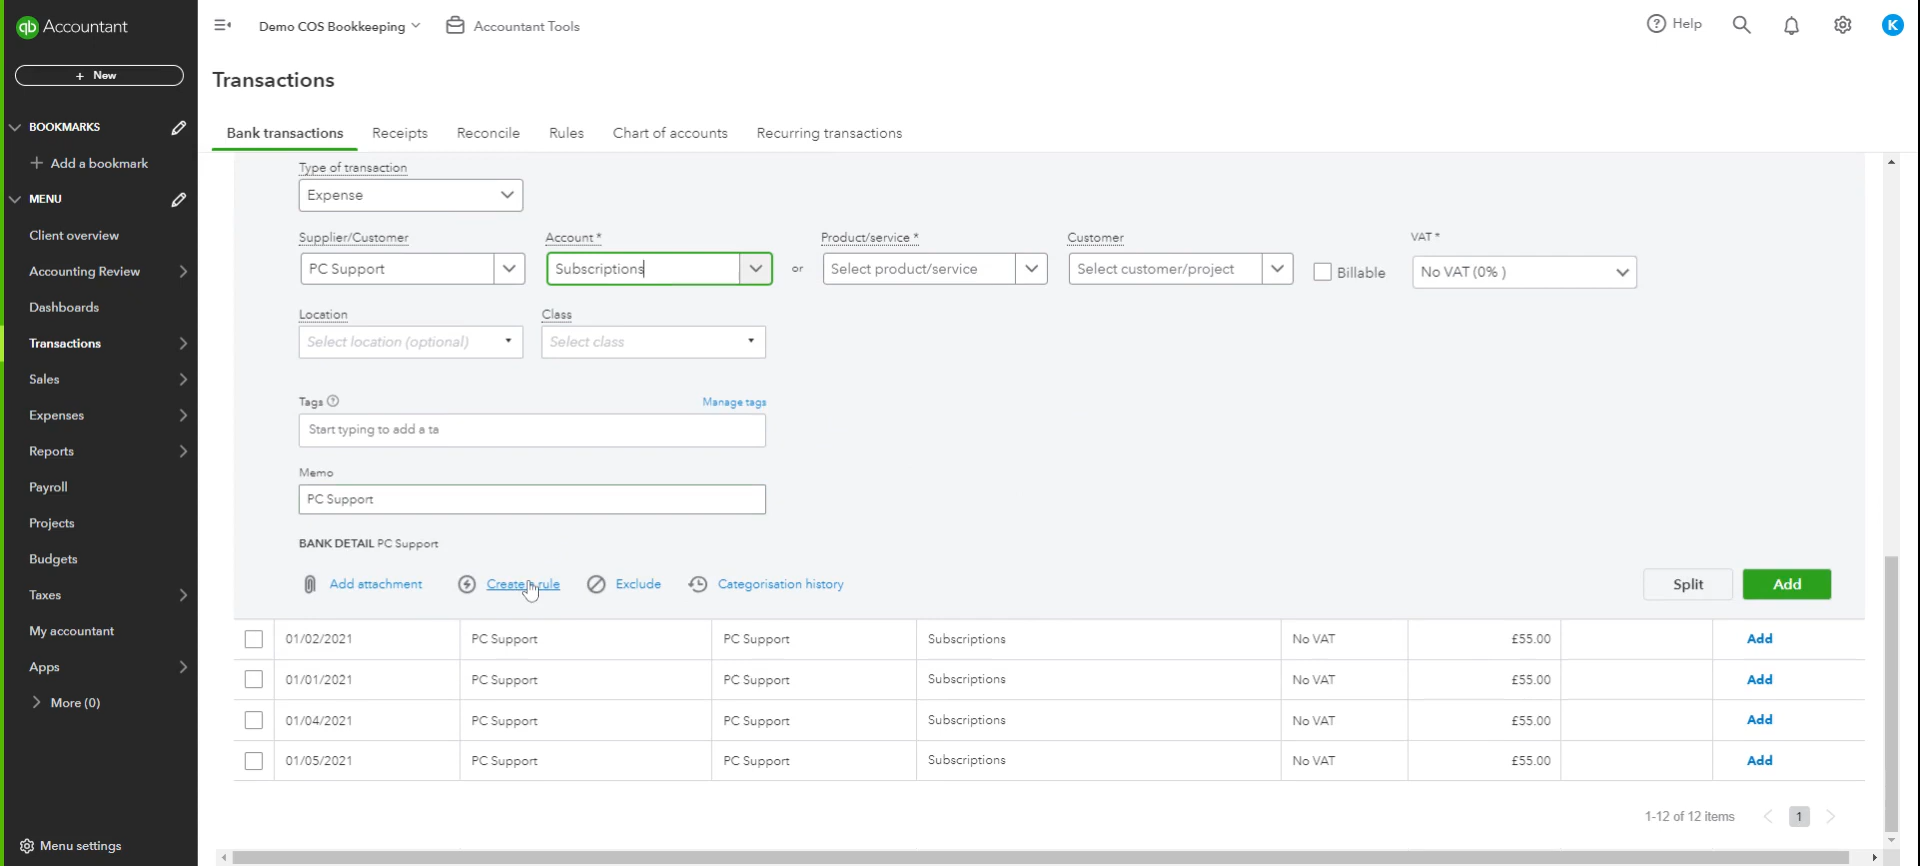 qb Accountant
Demo COS Bookkeeping
Accountant Tools
Help
K
+ New
Transactions
BOOKMARKS
+ Add a bookmark
MENU
Client overview
Accounting Review
Dashboards
Transactions
Sales
Expenses
Reports
Payroll
Projects
Budgets
Taxes
My accountant
Apps
More (0)
Menu settings
Bank transactions Receipts Reconcile Rules Chart of accounts Recurring transactions
Type of transaction
Expense
Supplier/Customer Account * Product/service * Customer VAT *
PC Support Subscriptions or Select product/service Select customer/project Billable No VAT (0% )
Location Class
Select location (optional) Select class
Tags Manage tags
Start typing to add a ta
Memo
PC Support
BANK DETAIL PC Support
Add attachment Create a rule Exclude Categorisation history Split Add
01/02/2021 PC Support PC Support Subscriptions No VAT £55.00 Add
01/01/2021 PC Support PC Support Subscriptions No VAT £55.00 Add
01/04/2021 PC Support PC Support Subscriptions No VAT £55.00 Add
01/05/2021 PC Support PC Support Subscriptions No VAT £55.00 Add
1-12 of 12 items 1